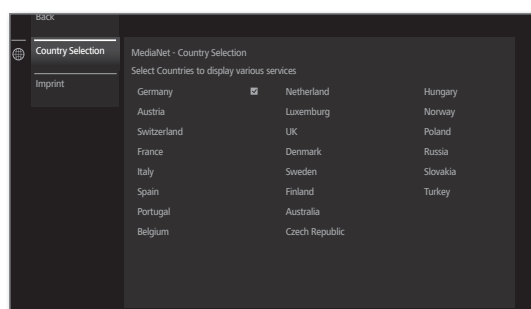 Back
Country Selection
Imprint
MediaNet - Country Selection
Select Countries to display various services
Germany Netherland Hungary
Austria Luxemburg Norway
Switzerland UK Poland
France Denmark Russia
Italy Sweden Slovakia
Spain Finland Turkey
Portugal Australia
Belgium Czech Republic